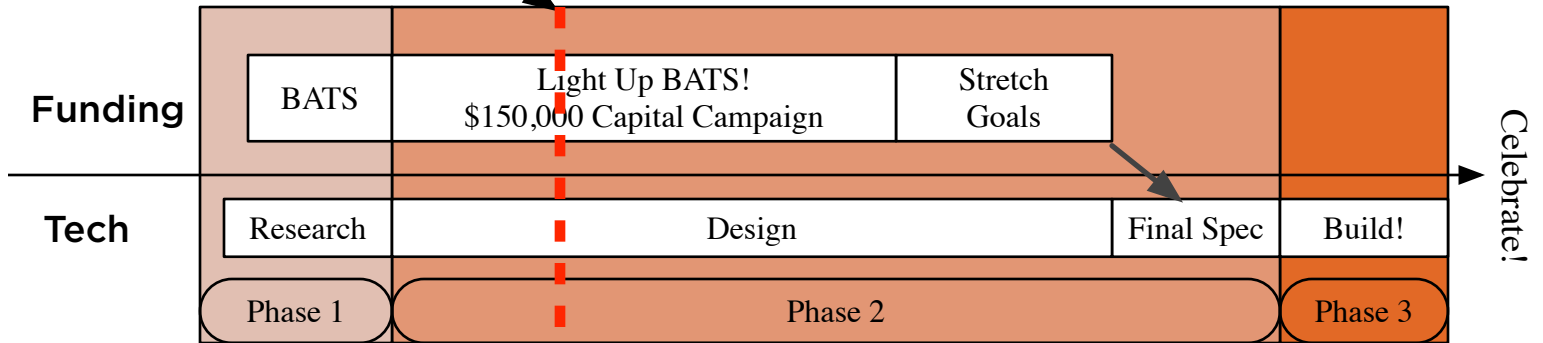 Funding
BATS
Light Up BATS!
$150,000 Capital Campaign
Stretch
Goals
Celebrate!
Tech
Research
Design
Final Spec
Build!
Phase 1
Phase 2
Phase 3